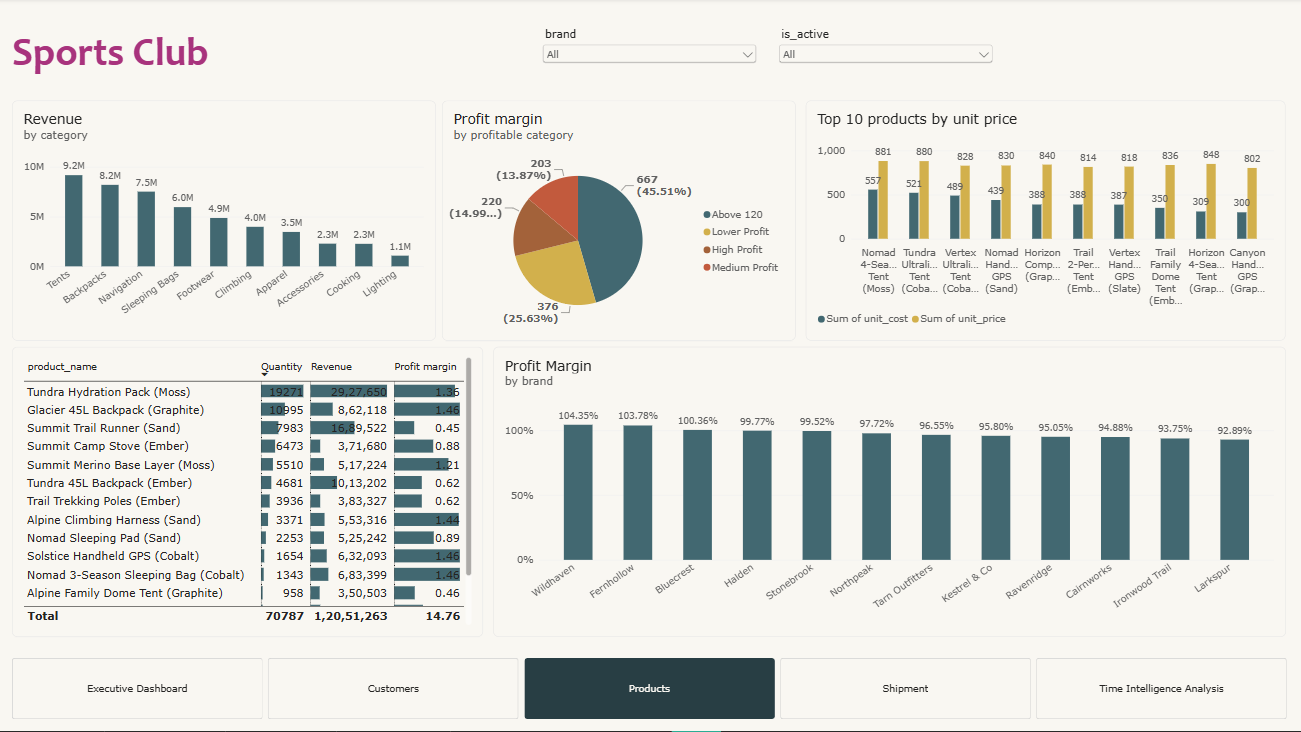 Sports Club
brand
All
is_active
All
Revenue
by category
10M
5M
0M
9.2M
8.2M
7.5M
6.0M
4.9M
4.0M
3.5M
2.3M
2.3M
1.1M
Tents
Backpacks
Navigation
Sleeping Bags
Footwear
Climbing
Apparel
Accessories
Cooking
Lighting
Profit margin
by profitable category
203
(13.87%)
667
(45.51%)
220
(14.99...)
376
(25.63%)
Above 120
Lower Profit
High Profit
Medium Profit
Top 10 products by unit price
1,000
500
0
557
881
521
880
489
828
439
830
388
840
388
814
387
818
350
836
309
848
300
802
Nomad
4-Sea...
Tent
(Moss)
Tundra
Ultrali...
Tent
(Coba...
Vertex
Ultrali...
Tent
(Coba...
Nomad
Hand...
GPS
(Sand)
Horizon
Comp...
Tent
(Grap...
Trail
2-Per...
Tent
(Emb...
Vertex
Hand...
GPS
(Slate)
Trail
Family
Dome
Tent
(Emb...
Horizon
4-Sea...
Tent
(Grap...
Canyon
Hand...
GPS
(Grap...
Sum of unit_cost Sum of unit_price
product_name Quantity Revenue Profit margin
Tundra Hydration Pack (Moss) 19271 29,27,650 1.36
Glacier 45L Backpack (Graphite) 10995 8,62,118 1.46
Summit Trail Runner (Sand) 7983 16,89,522 0.45
Summit Camp Stove (Ember) 6473 3,71,680 0.88
Summit Merino Base Layer (Moss) 5510 5,17,224 1.21
Tundra 45L Backpack (Ember) 4681 10,13,202 0.62
Trail Trekking Poles (Ember) 3936 3,83,327 0.62
Alpine Climbing Harness (Sand) 3371 5,53,316 1.44
Nomad Sleeping Pad (Sand) 2253 5,25,242 0.89
Solstice Handheld GPS (Cobalt) 1654 6,32,093 1.46
Nomad 3-Season Sleeping Bag (Cobalt) 1343 6,83,399 1.46
Alpine Family Dome Tent (Graphite) 958 3,50,503 0.46
Total 70787 1,20,51,263 14.76
Profit Margin
by brand
100%
50%
0%
104.35%
103.78%
100.36%
99.77%
99.52%
97.72%
96.55%
95.80%
95.05%
94.88%
93.75%
92.89%
Wildhaven
Fernhollow
Bluecrest
Halden
Stonebrook
Northpeak
Tarn Outfitters
Kestrel & Co
Ravenridge
Cairnworks
Ironwood Trail
Larkspur
Executive Dashboard
Customers
Products
Shipment
Time Intelligence Analysis